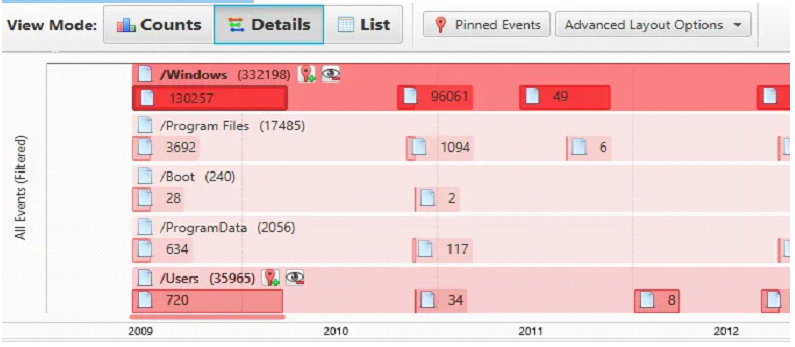 View Mode: Counts Details List Pinned Events Advanced Layout Options
All Events (Filtered)
/Windows (332198)
130257 96061 49
/Program Files (17485)
3692 1094 6
/Boot (240)
28 2
/ProgramData (2056)
634 117
/Users (35965)
720 34 8
2009 2010 2011 2012